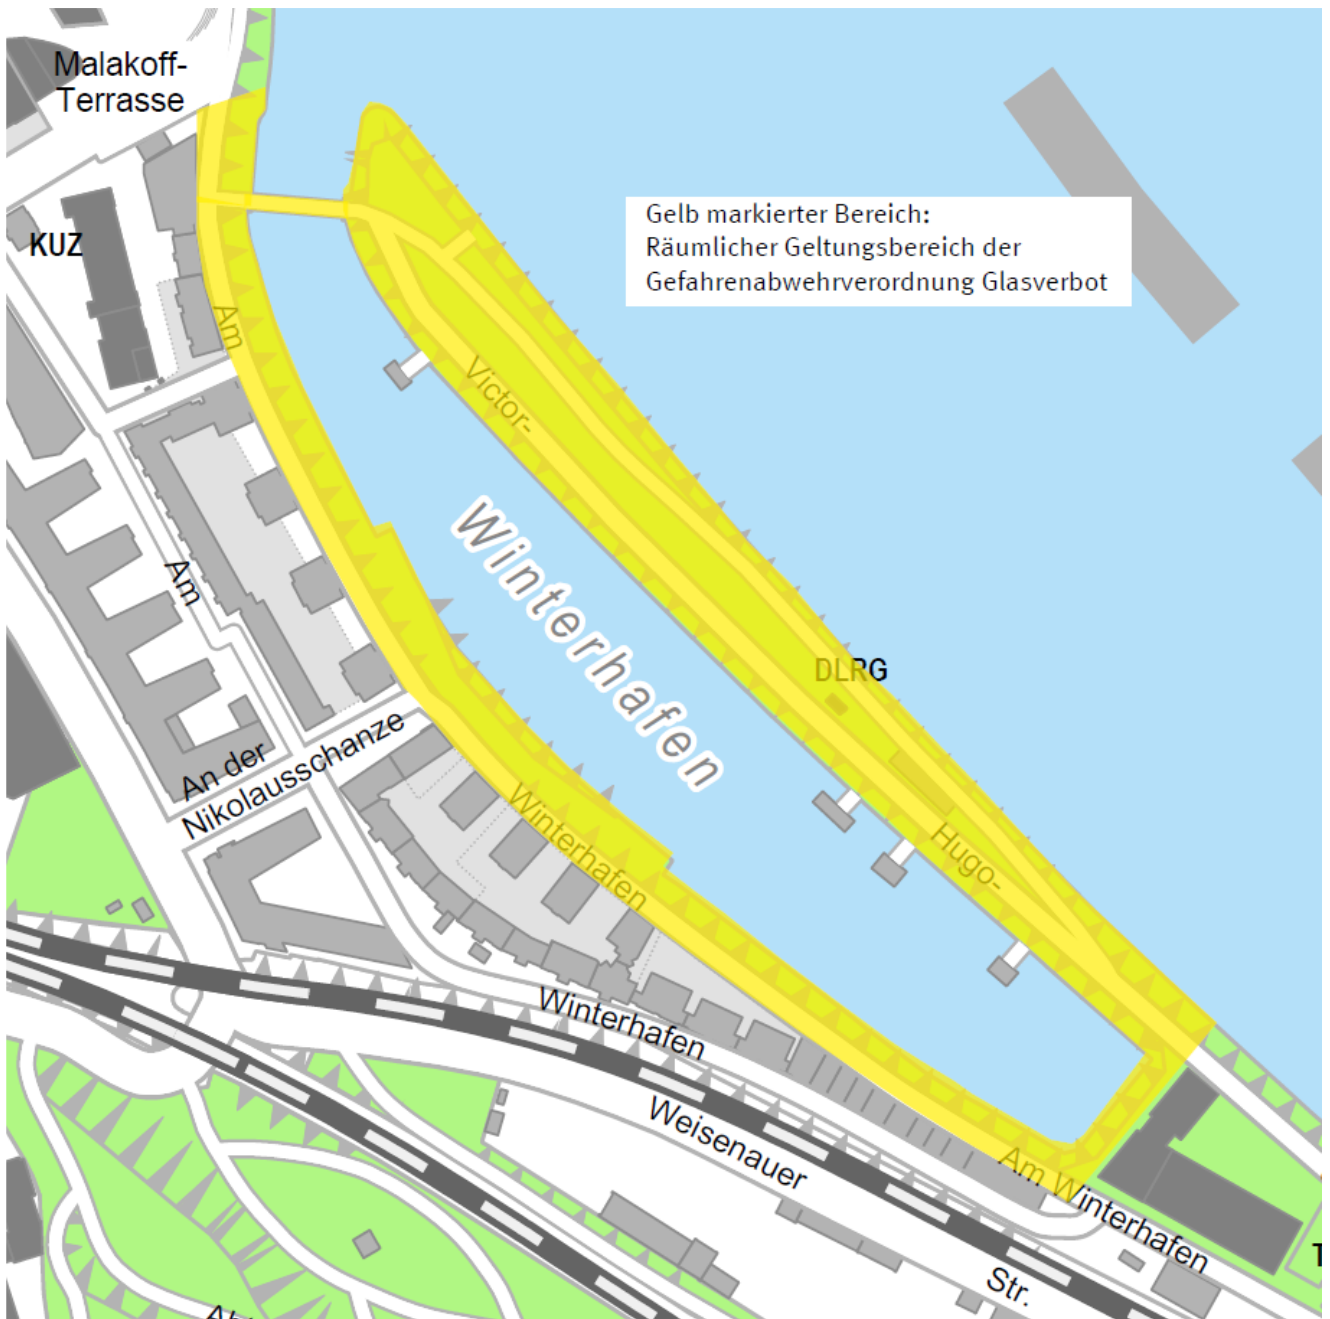 Malakoff-
Terrasse
KUZ
Gelb markierter Bereich:
Räumlicher Geltungsbereich der
Gefahrenabwehrverordnung Glasverbot
Am
Victor-
Winterhafen
Am
DLRG
An der
Nikolausschanze
Winterhafen
Hugo-
Winterhafen
Weisenauer
Str.
Am Winterhafen